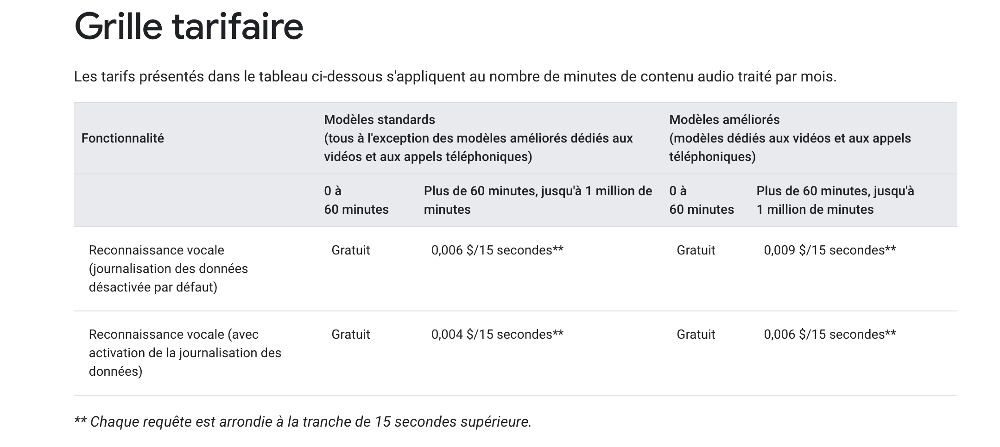 Grille tarifaire
Les tarifs présentés dans le tableau ci-dessous s'appliquent au nombre de minutes de contenu audio traité par mois.
Fonctionnalité
Modèles standards
(tous à l'exception des modèles améliorés dédiés aux
vidéos et aux appels téléphoniques)
Modèles améliorés
(modèles dédiés aux vidéos et aux appels
téléphoniques)
0 à
60 minutes
Plus de 60 minutes, jusqu'à 1 million de
minutes
0 à
60 minutes
Plus de 60 minutes, jusqu'à
1 million de minutes
Reconnaissance vocale
(journalisation des données
désactivée par défaut)
Gratuit
0,006 $/15 secondes**
Gratuit
0,009 $/15 secondes**
Reconnaissance vocale (avec
activation de la journalisation des
données)
Gratuit
0,004 $/15 secondes**
Gratuit
0,006 $/15 secondes**
** Chaque requête est arrondie à la tranche de 15 secondes supérieure.